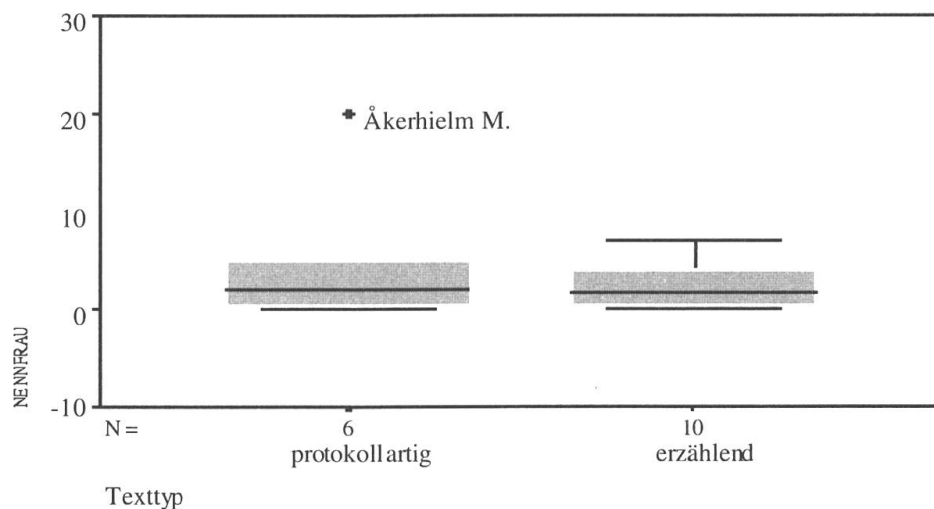 30
20
Åkerhielm M.
10
0
-10
NENNFRAU
N = 6 10
protokollartig erzählend
Texttyp